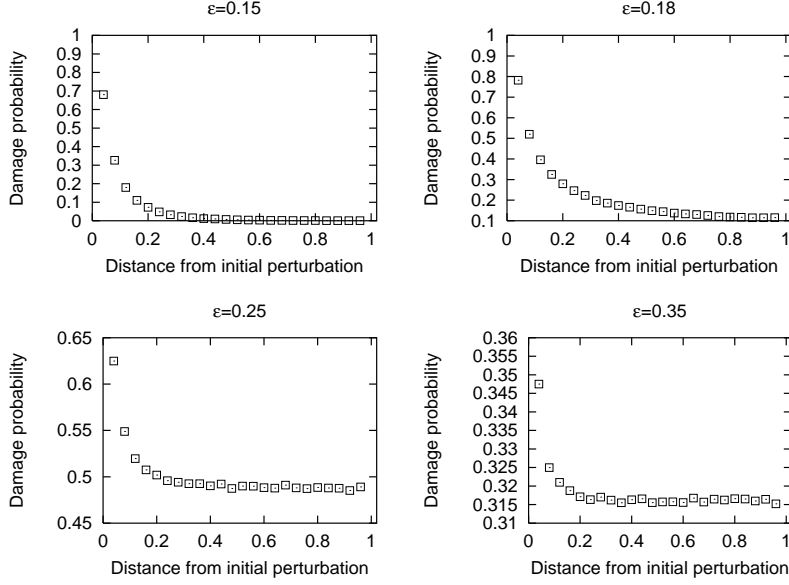 ε=0.15
1
0.9
0.8
0.7
0.6
0.5
0.4
0.3
0.2
0.1
0
Damage probability
0 0.2 0.4 0.6 0.8 1
Distance from initial perturbation
ε=0.18
1
0.9
0.8
0.7
0.6
0.5
0.4
0.3
0.2
0.1
Damage probability
0 0.2 0.4 0.6 0.8 1
Distance from initial perturbation
ε=0.25
0.65
0.6
0.55
0.5
0.45
Damage probability
0 0.2 0.4 0.6 0.8 1
Distance from initial perturbation
ε=0.35
0.36
0.355
0.35
0.345
0.34
0.335
0.33
0.325
0.32
0.315
0.31
Damage probability
0 0.2 0.4 0.6 0.8 1
Distance from initial perturbation